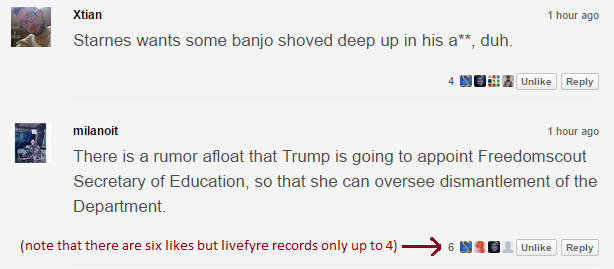 Xtian 1 hour ago
Starnes wants some banjo shoved deep up in his a**, duh.
4 Unlike Reply
milanoit 1 hour ago
There is a rumor afloat that Trump is going to appoint Freedomscout
Secretary of Education, so that she can oversee dismantlement of the
Department.
(note that there are six likes but livefyre records only up to 4) 6 Unlike Reply